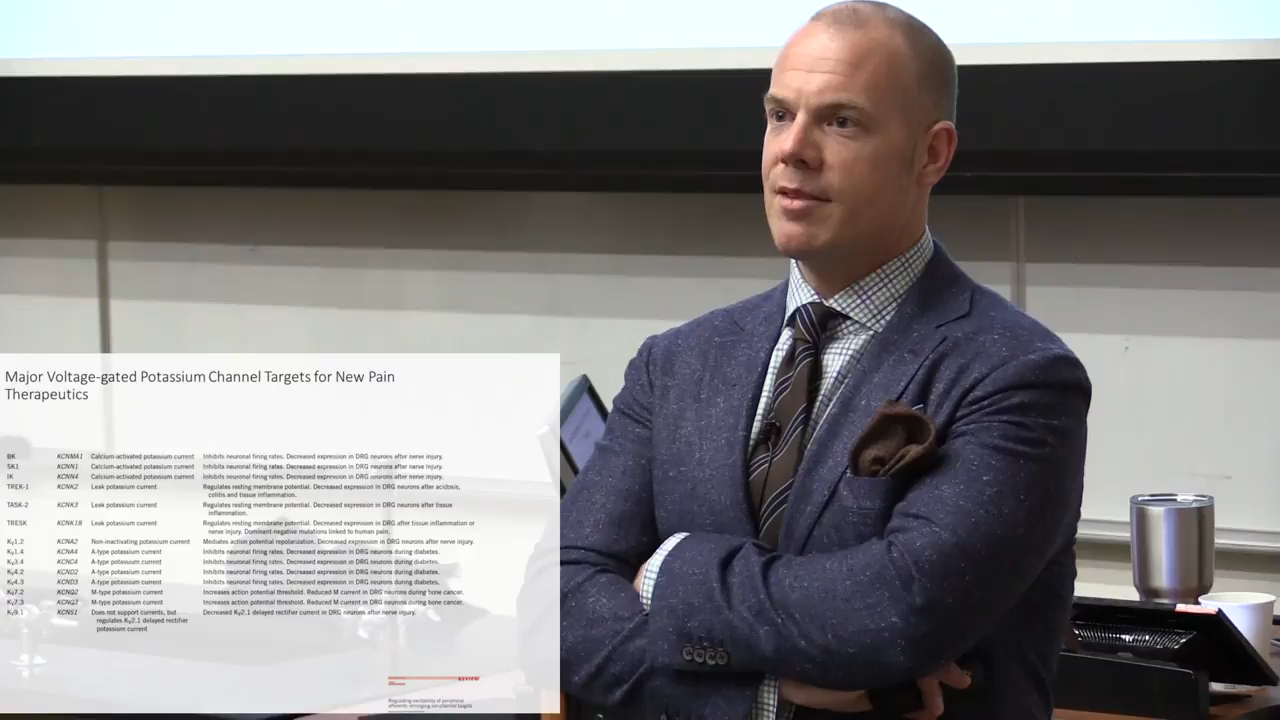 Major Voltage-gated Potassium Channel Targets for New Pain
Therapeutics
BK KCNMA1 Calcium-activated potassium current Inhibits neuronal firing rates. Decreased expression in DRG neurons after nerve injury.
SK1 KCNN1 Calcium-activated potassium current Inhibits neuronal firing rates. Decreased expression in DRG neurons after nerve injury.
IK KCNN4 Calcium-activated potassium current Inhibits neuronal firing rates. Decreased expression in DRG neurons after nerve injury.
TREK-1 KCNK2 Leak potassium current Regulates resting membrane potential. Decreased expression in DRG neurons after acidosis,
colitis and tissue inflammation.
TASK-2 KCNK3 Leak potassium current Regulates resting membrane potential. Decreased expression in DRG neurons after tissue
inflammation.
TRESK KCNK18 Leak potassium current Regulates resting membrane potential. Decreased expression in DRG after tissue inflammation or
nerve injury. Dominant-negative mutations linked to human pain.
KV1.2 KCNA2 Non-inactivating potassium current Mediates action potential repolarization. Decreased expression in DRG neurons after nerve injury.
KV1.4 KCNA4 A-type potassium current Inhibits neuronal firing rates. Decreased expression in DRG neurons during diabetes.
KV3.4 KCNC4 A-type potassium current Inhibits neuronal firing rates. Decreased expression in DRG neurons during diabetes.
KV4.2 KCND2 A-type potassium current Inhibits neuronal firing rates. Decreased expression in DRG neurons during diabetes.
KV4.3 KCND3 A-type potassium current Inhibits neuronal firing rates. Decreased expression in DRG neurons during diabetes.
KV7.2 KCNQ2 M-type potassium current Increases action potential threshold. Reduced M current in DRG neurons during bone cancer.
KV7.3 KCNQ3 M-type potassium current Increases action potential threshold. Reduced M current in DRG neurons during bone cancer.
KV9.1 KCNS1 Does not support currents, but Decreased KV2.1 delayed rectifier current in DRG neurons after nerve injury.
regulates KV2.1 delayed rectifier
potassium current
REVIEW
Regulating excitability of peripheral
afferents: emerging ion channel targets